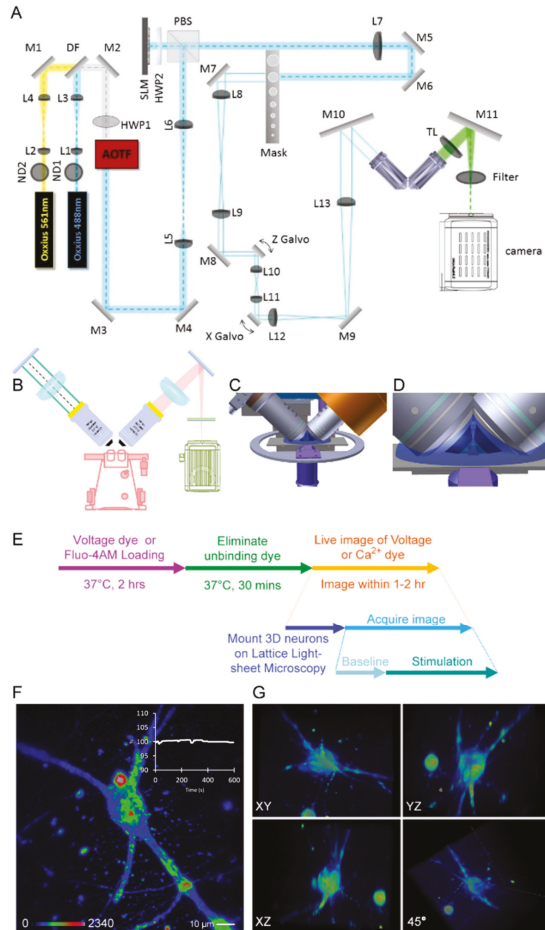 A
M1
DF
M2
PBS
L7
M5
SLM
HWP2
M7
L8
M6
M10
M11
L4
L3
HWP1
L6
Mask
TL
L2
L1
ND2
ND1
AOTF
Filter
L13
Oxxius 561nm
Oxxius 488nm
L9
Z Galvo
camera
L5
M8
L10
L11
X Galvo
L12
M3
M4
M9
B
C
D
E
Voltage dye or
Fluo-4AM Loading
Eliminate
unbinding dye
Live image of Voltage
or Ca2+ dye
37°C, 2 hrs
37°C, 30 mins
Image within 1-2 hr
Mount 3D neurons
on Lattice Light-
sheet Microscopy
Acquire image
Baseline
Stimulation
F
110
105
100
95
90
0
200
400
600
Time (s)
0
2340
10 µm
G
XY
YZ
XZ
45°